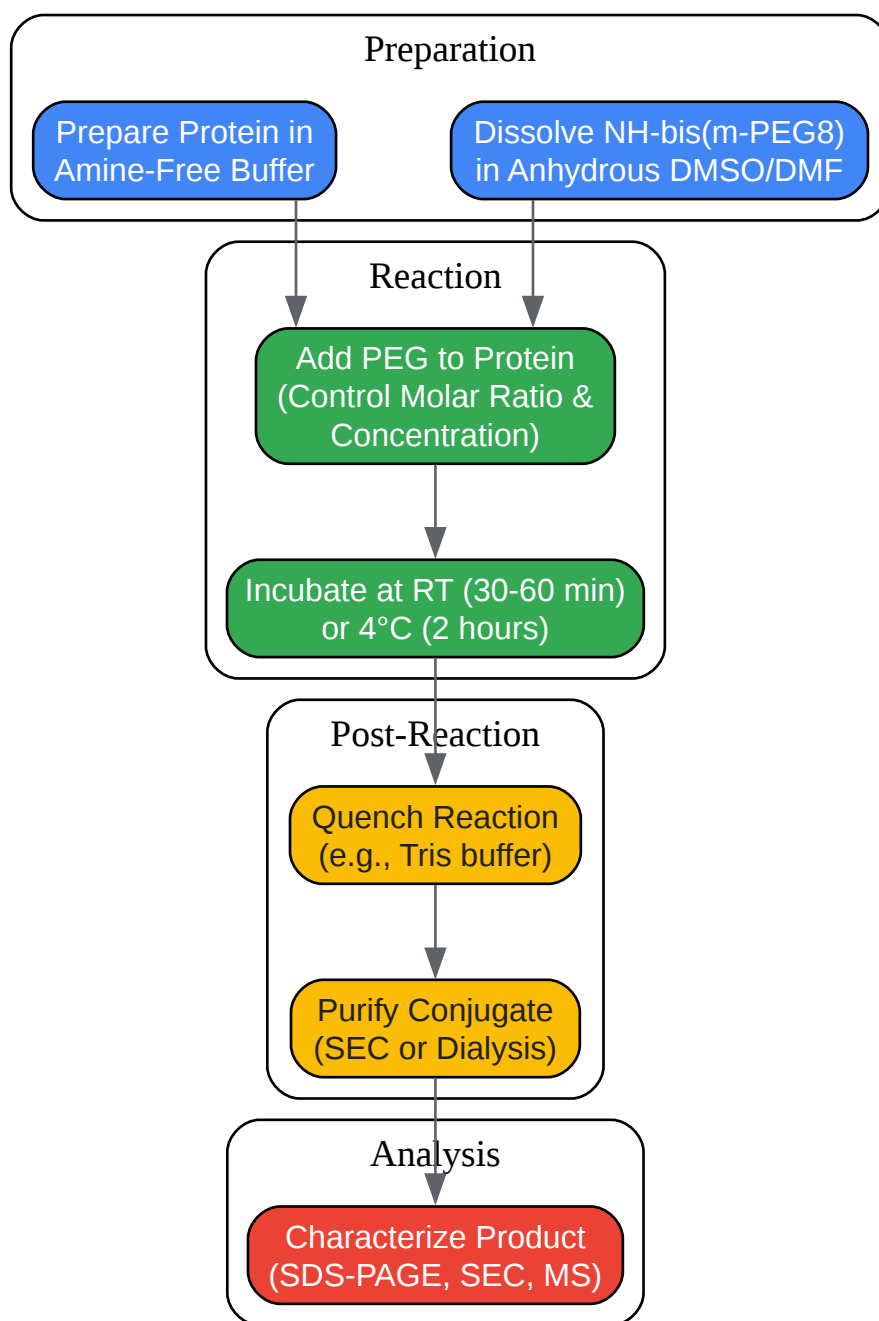 Preparation
Prepare Protein in
Amine-Free Buffer
Dissolve NH-bis(m-PEG8)
in Anhydrous DMSO/DMF
Reaction
Add PEG to Protein
(Control Molar Ratio &
Concentration)
Incubate at RT (30-60 min)
or 4°C (2 hours)
Post-Reaction
Quench Reaction
(e.g., Tris buffer)
Purify Conjugate
(SEC or Dialysis)
Analysis
Characterize Product
(SDS-PAGE, SEC, MS)